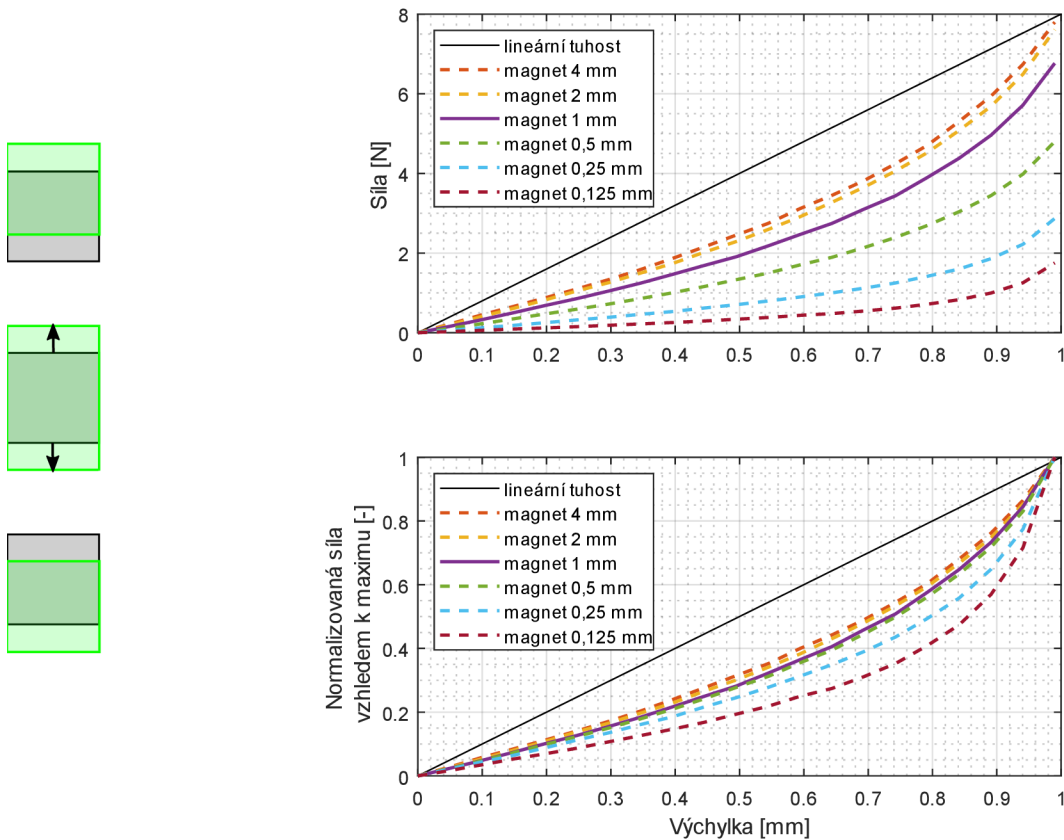 8
6
4
2
0
Síla [N]
lineární tuhost
magnet 4 mm
magnet 2 mm
magnet 1 mm
magnet 0,5 mm
magnet 0,25 mm
magnet 0,125 mm
0 0.1 0.2 0.3 0.4 0.5 0.6 0.7 0.8 0.9 1
1
0.8
0.6
0.4
0.2
0
Normalizovaná síla
vzhledem k maximu [-]
lineární tuhost
magnet 4 mm
magnet 2 mm
magnet 1 mm
magnet 0,5 mm
magnet 0,25 mm
magnet 0,125 mm
0 0.1 0.2 0.3 0.4 0.5 0.6 0.7 0.8 0.9 1
Výchylka [mm]